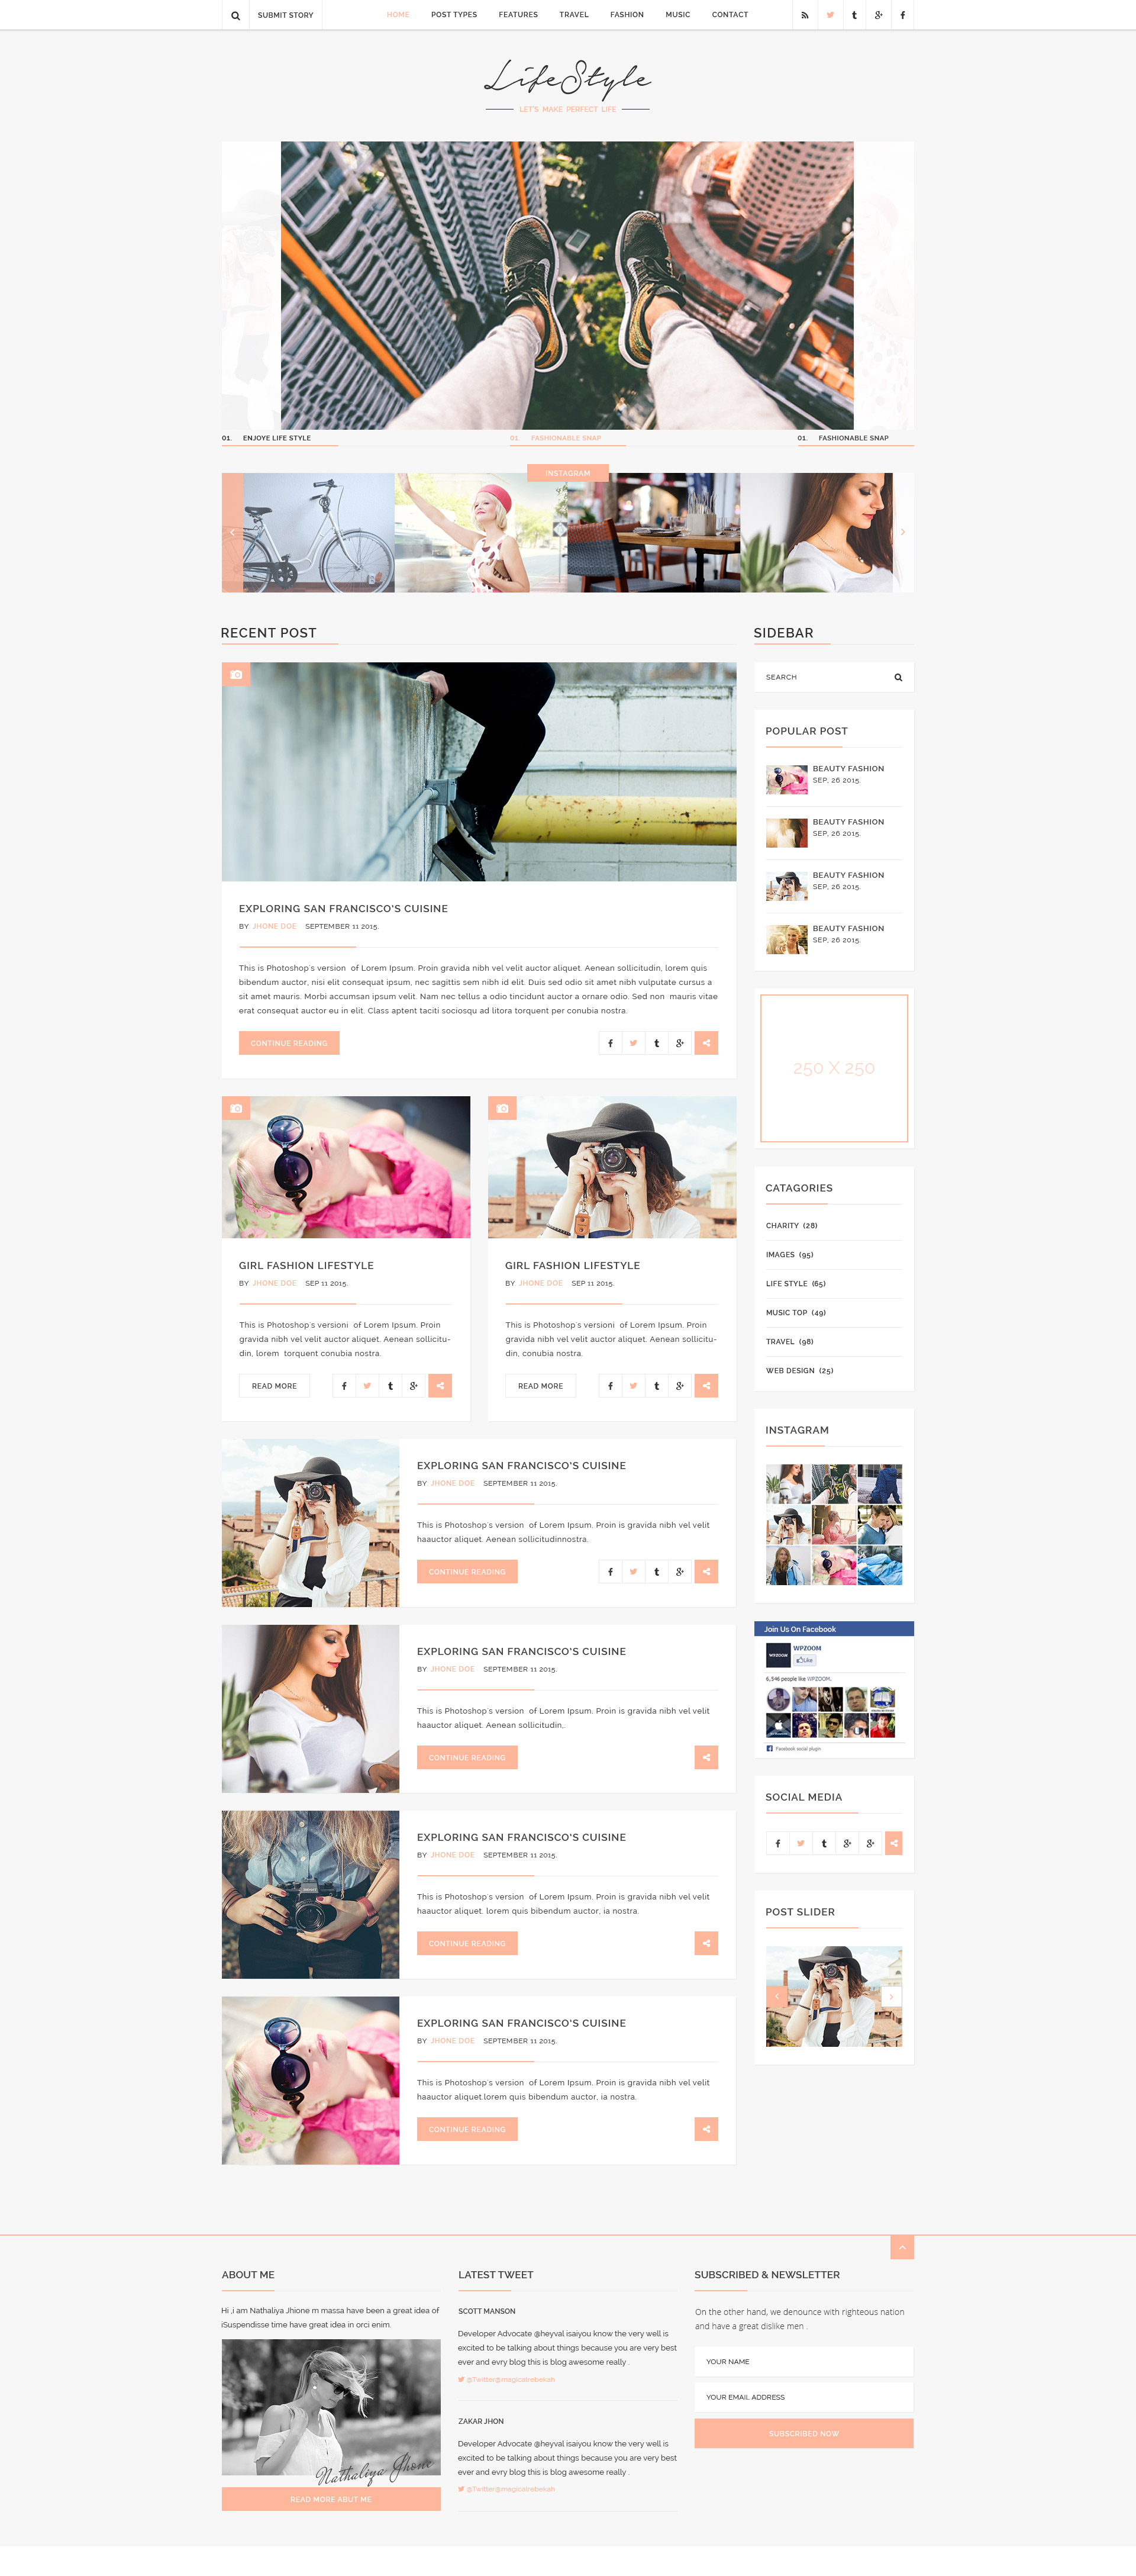 SUBMIT STORY
HOME POST TYPES FEATURES TRAVEL FASHION MUSIC CONTACT
LifeStyle
LET'S MAKE PERFECT LIFE
01. ENJOYE LIFE STYLE
01. FASHIONABLE SNAP
01. FASHIONABLE SNAP
INSTAGRAM
RECENT POST
EXPLORING SAN FRANCISCO'S CUISINE
BY JHONE DOE SEPTEMBER 11 2015.
This is Photoshop's version of Lorem Ipsum. Proin gravida nibh vel velit auctor aliquet. Aenean sollicitudin, lorem quis
bibendum auctor, nisi elit consequat ipsum, nec sagittis sem nibh id elit. Duis sed odio sit amet nibh vulputate cursus a
sit amet mauris. Morbi accumsan ipsum velit. Nam nec tellus a odio tincidunt auctor a ornare odio. Sed non mauris vitae
erat consequat auctor eu in elit. Class aptent taciti sociosqu ad litora torquent per conubia nostra.
CONTINUE READING
GIRL FASHION LIFESTYLE
BY JHONE DOE SEP 11 2015.
This is Photoshop's versioni of Lorem Ipsum. Proin
gravida nibh vel velit auctor aliquet. Aenean sollicitu-
din, lorem torquent conubia nostra.
READ MORE
GIRL FASHION LIFESTYLE
BY JHONE DOE SEP 11 2015.
This is Photoshop's versioni of Lorem Ipsum. Proin
gravida nibh vel velit auctor aliquet. Aenean sollicitu-
din, conubia nostra.
READ MORE
EXPLORING SAN FRANCISCO'S CUISINE
BY JHONE DOE SEPTEMBER 11 2015.
This is Photoshop's version of Lorem Ipsum. Proin is gravida nibh vel velit
haauctor aliquet. Aenean sollicitudinnostra.
CONTINUE READING
EXPLORING SAN FRANCISCO'S CUISINE
BY JHONE DOE SEPTEMBER 11 2015.
This is Photoshop's version of Lorem Ipsum. Proin is gravida nibh vel velit
haauctor aliquet. Aenean sollicitudin,.
CONTINUE READING
EXPLORING SAN FRANCISCO'S CUISINE
BY JHONE DOE SEPTEMBER 11 2015.
This is Photoshop's version of Lorem Ipsum. Proin is gravida nibh vel velit
haauctor aliquet. lorem quis bibendum auctor, ia nostra.
CONTINUE READING
EXPLORING SAN FRANCISCO'S CUISINE
BY JHONE DOE SEPTEMBER 11 2015.
This is Photoshop's version of Lorem Ipsum. Proin is gravida nibh vel velit
haauctor aliquet.lorem quis bibendum auctor, ia nostra.
CONTINUE READING
SIDEBAR
SEARCH
POPULAR POST
BEAUTY FASHION
SEP, 26 2015.
BEAUTY FASHION
SEP, 26 2015.
BEAUTY FASHION
SEP, 26 2015.
BEAUTY FASHION
SEP, 26 2015.
250 X 250
CATAGORIES
CHARITY (28)
IMAGES (95)
LIFE STYLE (65)
MUSIC TOP (49)
TRAVEL (98)
WEB DESIGN (25)
INSTAGRAM
Join Us On Facebook
WPZOOM
WPZOOM
Like
6,546 people like WPZOOM.
Facebook social plugin
SOCIAL MEDIA
POST SLIDER
ABOUT ME
Hi ,i am Nathaliya Jhione m massa have been a great idea of
iSuspendisse time have great idea in orci enim.
Nathaliya Jhone
READ MORE ABUT ME
LATEST TWEET
SCOTT MANSON
Developer Advocate @heyval isaiyou know the very well is
excited to be talking about things because you are very best
ever and evry blog this is blog awesome really .
@Twitter@magicalrebekah
ZAKAR JHON
Developer Advocate @heyval isaiyou know the very well is
excited to be talking about things because you are very best
ever and evry blog this is blog awesome really .
@Twitter@magicalrebekah
SUBSCRIBED & NEWSLETTER
On the other hand, we denounce with righteous nation
and have a great dislike men .
YOUR NAME
YOUR EMAIL ADDRESS
SUBSCRIBED NOW